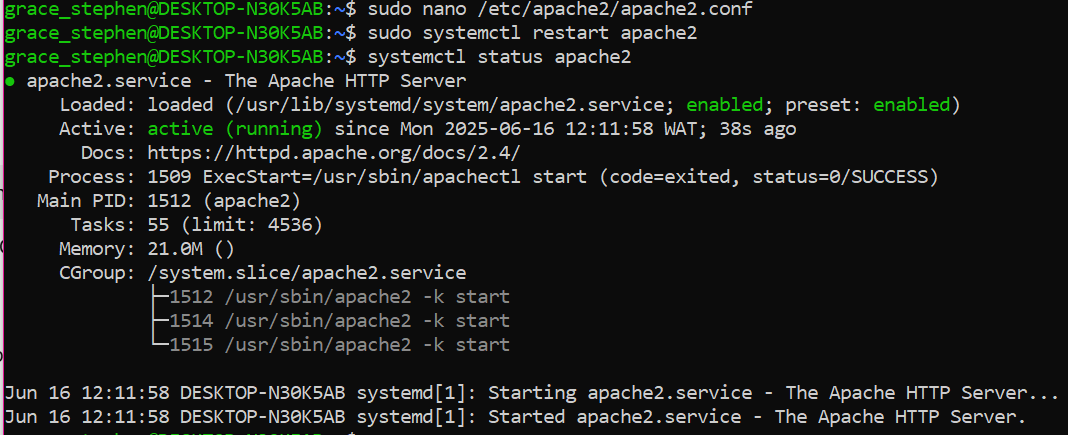 grace_stephen@DESKTOP-N30K5AB:~$ sudo nano /etc/apache2/apache2.conf
grace_stephen@DESKTOP-N30K5AB:~$ sudo systemctl restart apache2
grace_stephen@DESKTOP-N30K5AB:~$ systemctl status apache2
● apache2.service - The Apache HTTP Server
     Loaded: loaded (/usr/lib/systemd/system/apache2.service; enabled; preset: enabled)
     Active: active (running) since Mon 2025-06-16 12:11:58 WAT; 38s ago
       Docs: https://httpd.apache.org/docs/2.4/
    Process: 1509 ExecStart=/usr/sbin/apachectl start (code=exited, status=0/SUCCESS)
   Main PID: 1512 (apache2)
      Tasks: 55 (limit: 4536)
     Memory: 21.0M ()
     CGroup: /system.slice/apache2.service
             ├─1512 /usr/sbin/apache2 -k start
             ├─1514 /usr/sbin/apache2 -k start
             └─1515 /usr/sbin/apache2 -k start
Jun 16 12:11:58 DESKTOP-N30K5AB systemd[1]: Starting apache2.service - The Apache HTTP Server...
Jun 16 12:11:58 DESKTOP-N30K5AB systemd[1]: Started apache2.service - The Apache HTTP Server.